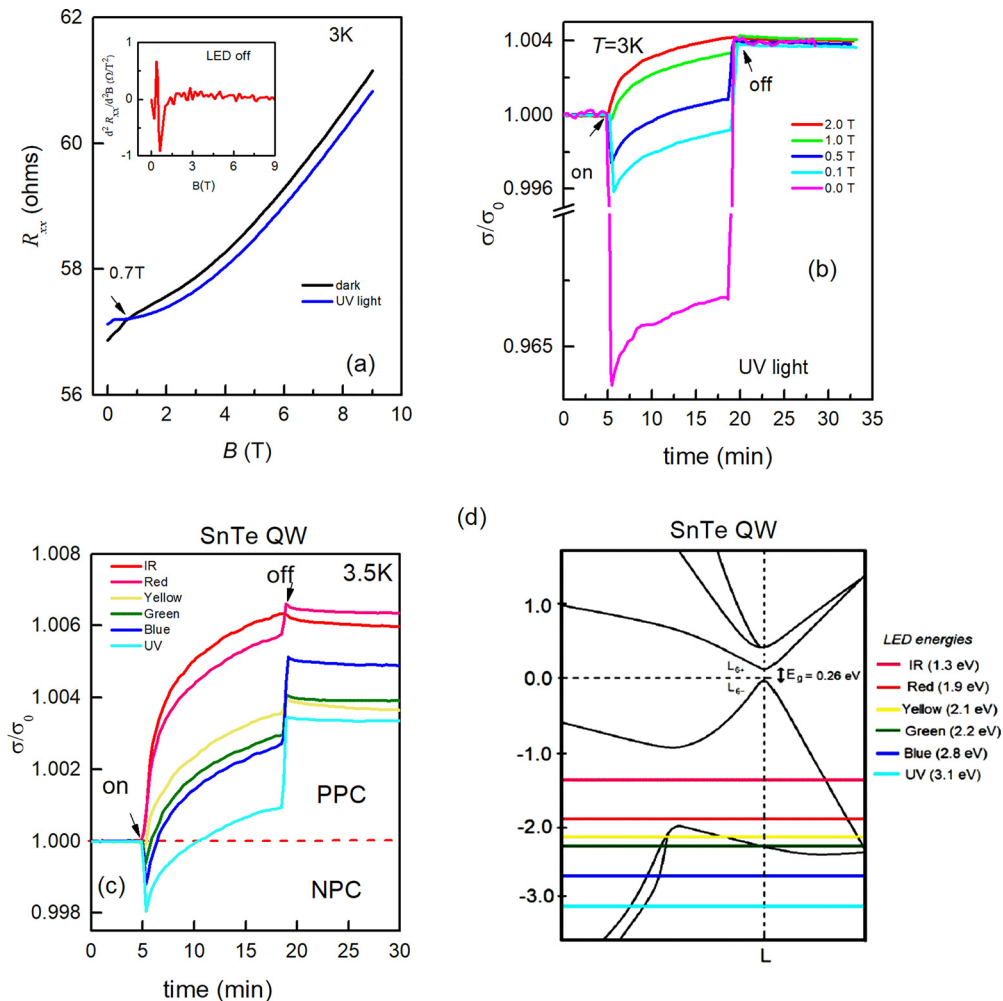 62
60
58
56
R_xx (ohms)
0
2
4
6
8
10
B (T)
3K
LED off
1
0
-1
d² R_xx/d²B (Ω/T²)
0
3
6
9
B(T)
0.7T
dark
UV light
(a)
1.004
1.000
0.996
0.965
σ/σ₀
0
5
10
15
20
25
30
35
time (min)
T=3K
on
off
2.0 T
1.0 T
0.5 T
0.1 T
0.0 T
(b)
UV light
SnTe QW
1.008
1.006
1.004
1.002
1.000
0.998
σ/σ₀
0
5
10
15
20
25
30
time (min)
IR
Red
Yellow
Green
Blue
UV
off
3.5K
on
PPC
NPC
(c)
(d)
SnTe QW
1.0
0.0
-1.0
-2.0
-3.0
L₆₊
L₆₋
E_g = 0.26 eV
L
LED energies
IR (1.3 eV)
Red (1.9 eV)
Yellow (2.1 eV)
Green (2.2 eV)
Blue (2.8 eV)
UV (3.1 eV)